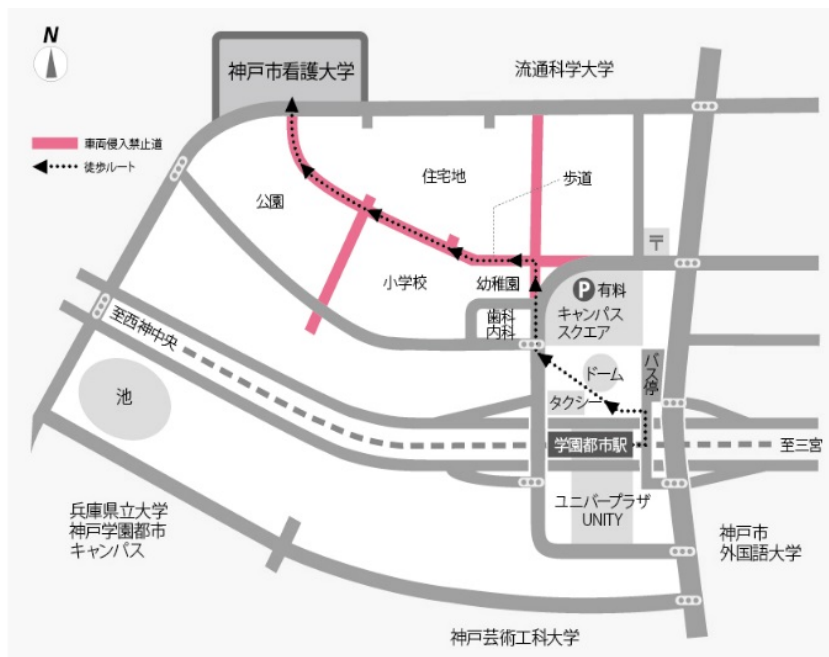 N
神戸市看護大学
流通科学大学
車両侵入禁止道
徒歩ルート
住宅地
歩道
公園
〒
小学校
幼稚園
P 有料
キャンパス
スクエア
歯科
内科
至西神中央
ドーム
バス停
池
タクシー
学園都市駅
至三宮
ユニバープラザ
UNITY
兵庫県立大学
神戸学園都市
キャンパス
神戸市
外国語大学
神戸芸術工科大学